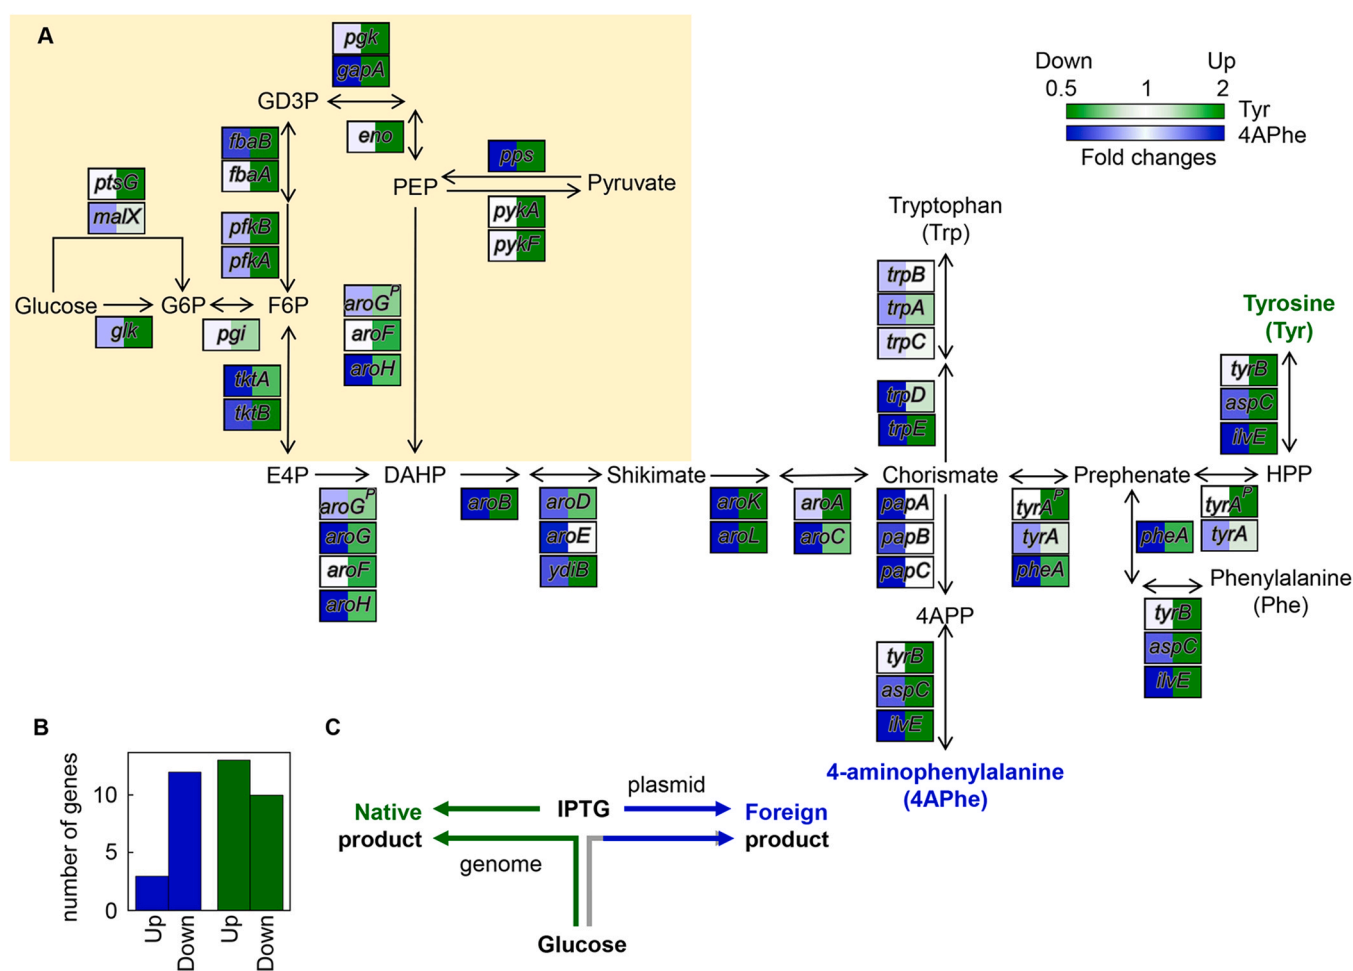 A
pgk
gapA
GD3P
eno
fbaB
fbaA
pps
PEP
Pyruvate
pykA
pykF
ptsG
malX
pfkB
pfkA
Glucose
G6P
F6P
glk
pgi
aroG^P
aroF
aroH
tktA
tktB
Down
Up
0.5
1
2
Tyr
4APhe
Fold changes
Tryptophan
(Trp)
trpB
trpA
trpC
trpD
trpE
Tyrosine
(Tyr)
tyrB
aspC
ilvE
E4P
DAHP
Shikimate
Chorismate
Prephenate
HPP
aroG^P
aroG
aroF
aroH
aroB
aroD
aroE
ydiB
aroK
aroL
aroA
aroC
papA
papB
papC
tyrA^P
tyrA
pheA
pheA
tyrA^P
tyrA
Phenylalanine
(Phe)
tyrB
aspC
ilvE
4APP
tyrB
aspC
ilvE
4-aminophenylalanine
(4APhe)
B
number of genes
10
5
0
Up
Down
Up
Down
C
plasmid
Native
product
IPTG
Foreign
product
genome
Glucose